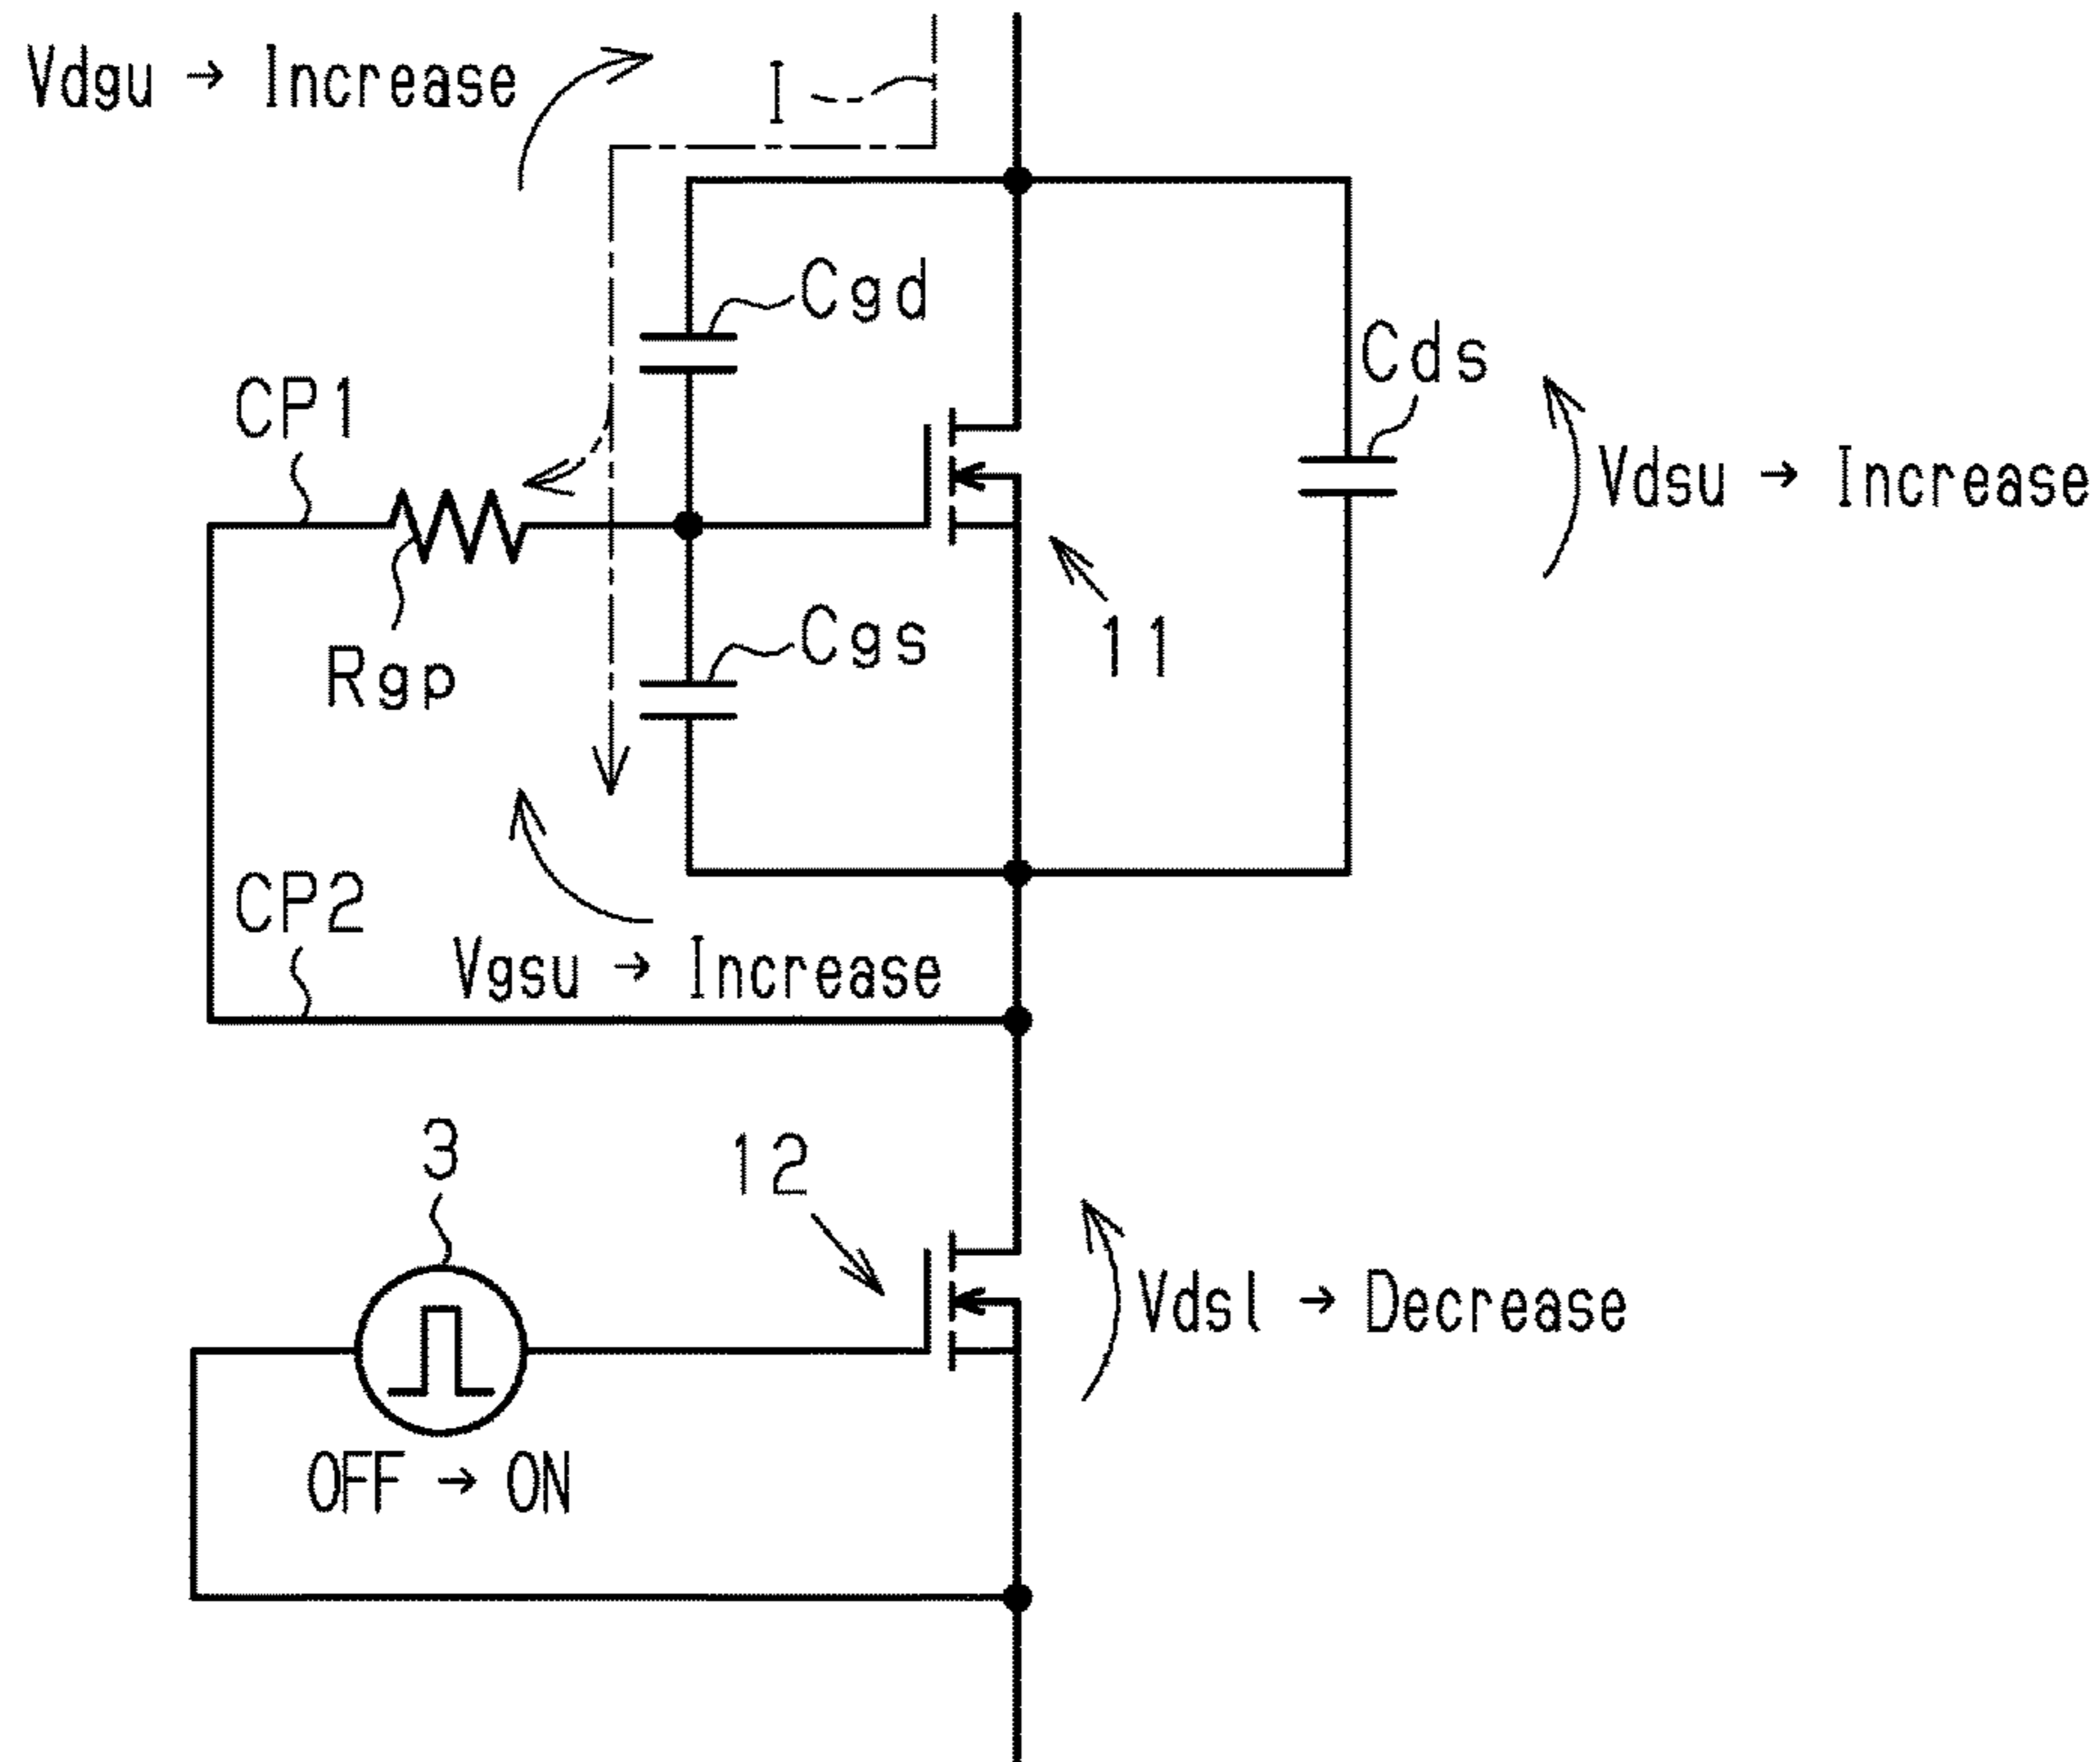 Vdgu → Increase
I
Cgd
Cds
CP1
Vdsu → Increase
Cgs
11
Rgp
CP2
Vgsu → Increase
3
12
Vdsl → Decrease
OFF → ON